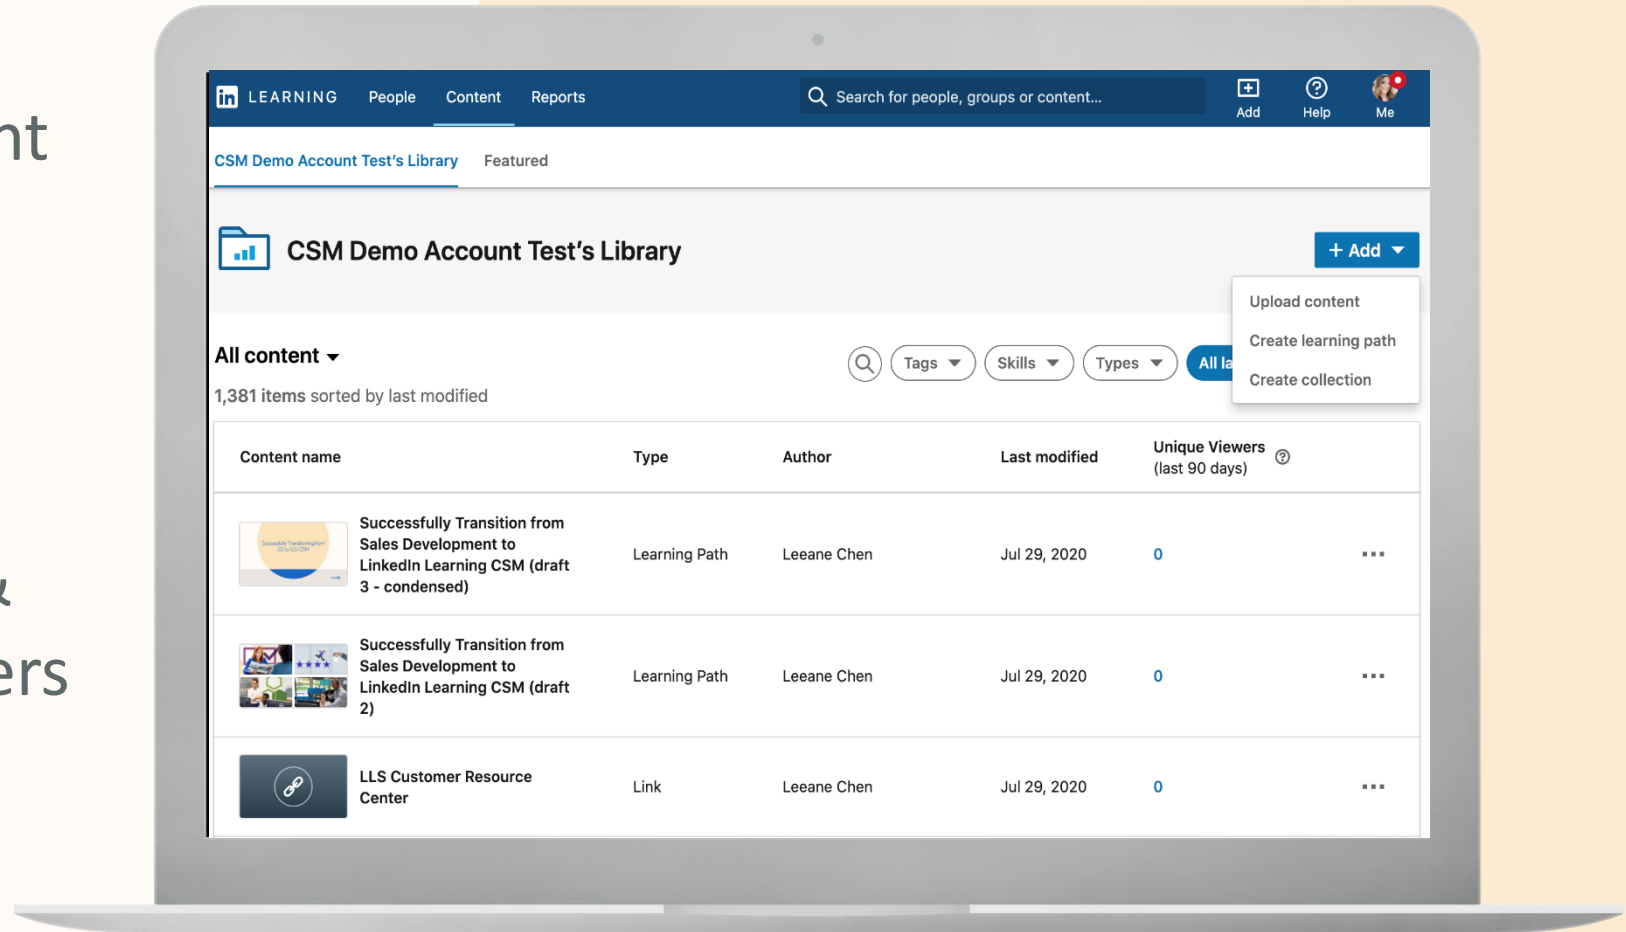 nt
&
ers
in LEARNING People Content Reports Search for people, groups or content... Add Help Me
CSM Demo Account Test's Library Featured
CSM Demo Account Test's Library + Add
Upload content
Create learning path
Create collection
All content Tags Skills Types All la
1,381 items sorted by last modified
Content name Type Author Last modified Unique Viewers
(last 90 days)
Successfully Transition from
Sales Development to
LinkedIn Learning CSM (draft
3 - condensed)
Learning Path Leeane Chen Jul 29, 2020 0
Successfully Transition from
Sales Development to
LinkedIn Learning CSM (draft
2)
Learning Path Leeane Chen Jul 29, 2020 0
LLS Customer Resource
Center
Link Leeane Chen Jul 29, 2020 0